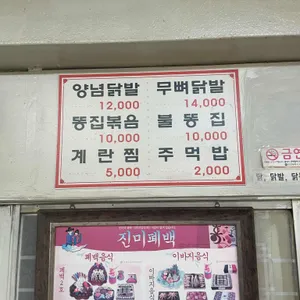 양념닭발 무뼈닭발
12,000 14,000
똥집볶음 불똥집
10,000 10,000
계란찜 주먹밥
5,000 2,000
금연
닭, 닭발, 닭똥
진미폐백
폐백음식 이바지음식